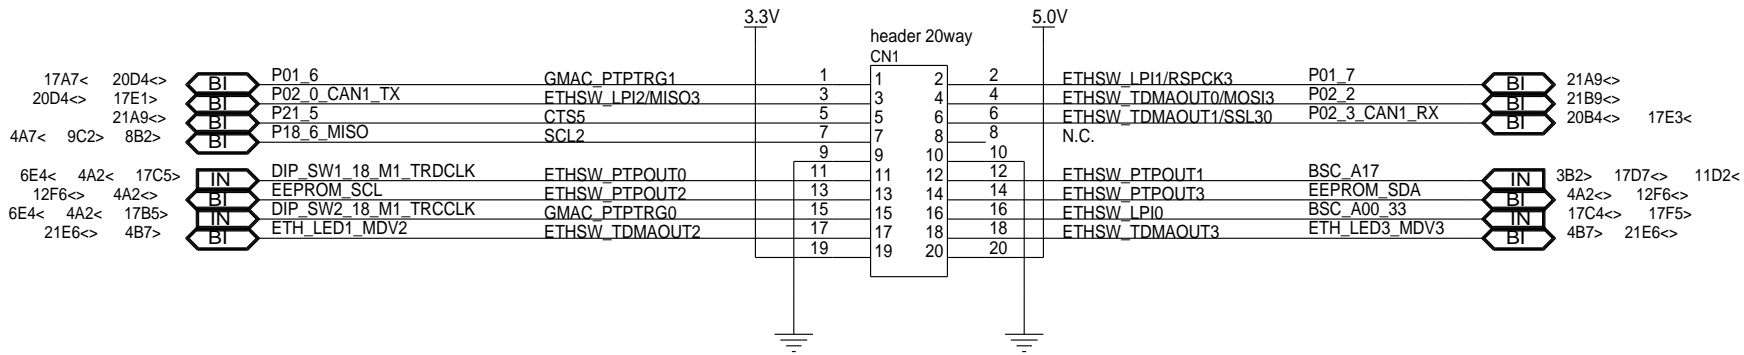 3.3V 5.0V
header 20way
CN1
17A7< 20D4<> BI P01_6 GMAC_PTPTRG1 1 1 2 2 ETHSW_LPI1/RSPCK3 P01_7 BI 21A9<>
20D4<> 17E1> BI P02_0_CAN1_TX ETHSW_LPI2/MISO3 3 3 4 4 ETHSW_TDMAOUT0/MOSI3 P02_2 BI 21B9<>
21A9<> BI P21_5 CTS5 5 5 6 6 ETHSW_TDMAOUT1/SSL30 P02_3_CAN1_RX BI 20B4<> 17E3<
4A7< 9C2> 8B2> BI P18_6_MISO SCL2 7 7 8 8 N.C.
9 9 10 10
6E4< 4A2< 17C5> IN DIP_SW1_18_M1_TRDCLK ETHSW_PTPOUT0 11 11 12 12 ETHSW_PTPOUT1 BSC_A17 IN 3B2> 17D7<> 11D2<
12F6<> 4A2<> BI EEPROM_SCL ETHSW_PTPOUT2 13 13 14 14 ETHSW_PTPOUT3 EEPROM_SDA BI 4A2<> 12F6<>
6E4< 4A2< 17B5> IN DIP_SW2_18_M1_TRCCLK GMAC_PTPTRG0 15 15 16 16 ETHSW_LPI0 BSC_A00_33 IN 17C4<> 17F5>
21E6<> 4B7> BI ETH_LED1_MDV2 ETHSW_TDMAOUT2 17 17 18 18 ETHSW_TDMAOUT3 ETH_LED3_MDV3 BI 4B7> 21E6<>
19 19 20 20